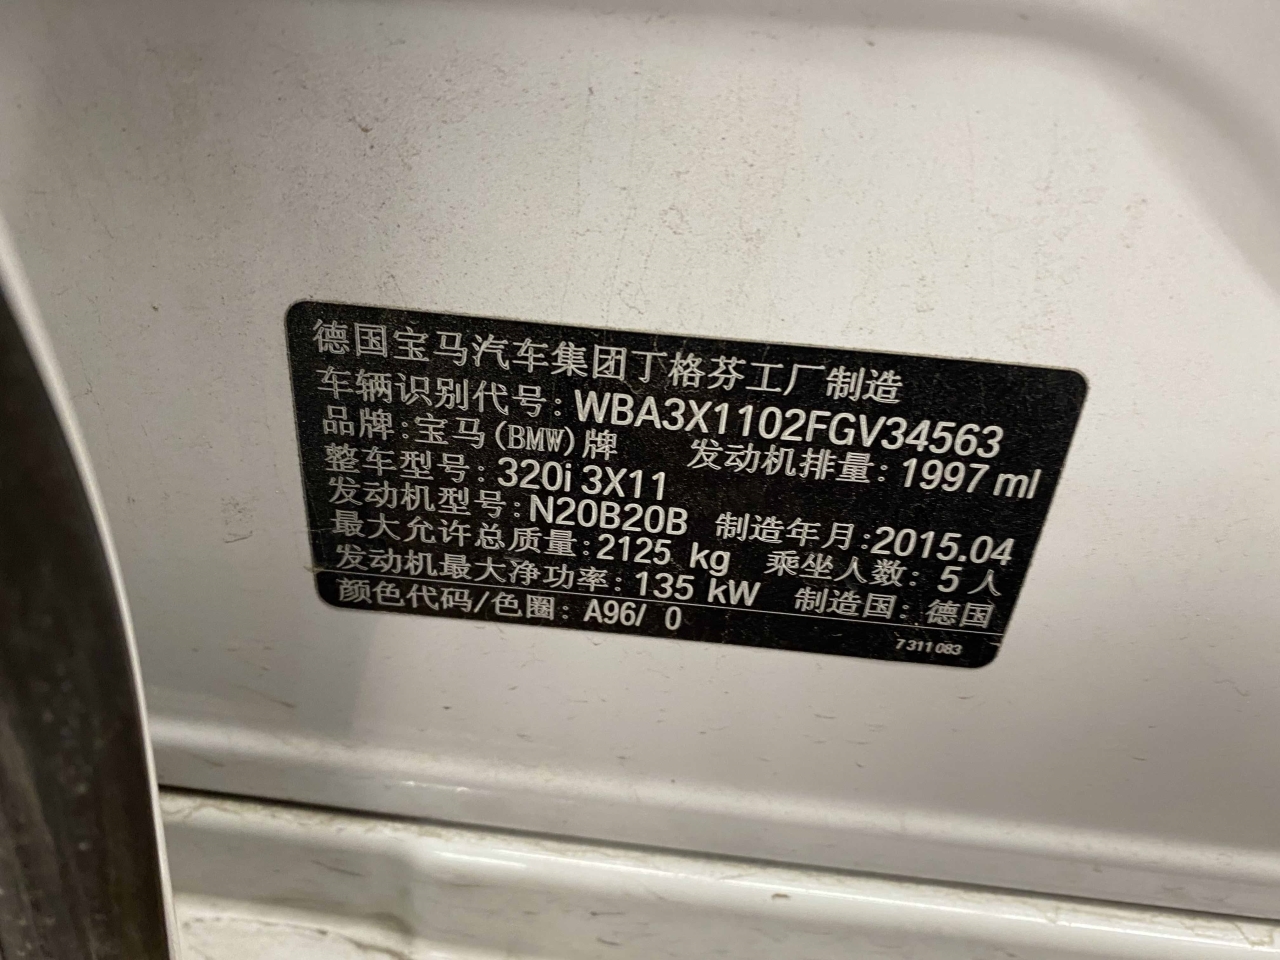 德国宝马汽车集团丁格芬工厂制造
车辆识别代号: WBA3X1102FGV34563
品牌: 宝马(BMW)牌 发动机排量: 1997 ml
整车型号: 320i 3X11
发动机型号: N20B20B 制造年月: 2015.04
最大允许总质量: 2125 kg 乘坐人数: 5 人
发动机最大净功率: 135 kW 制造国: 德国
颜色代码/色圈: A96/ 0
7 311 083